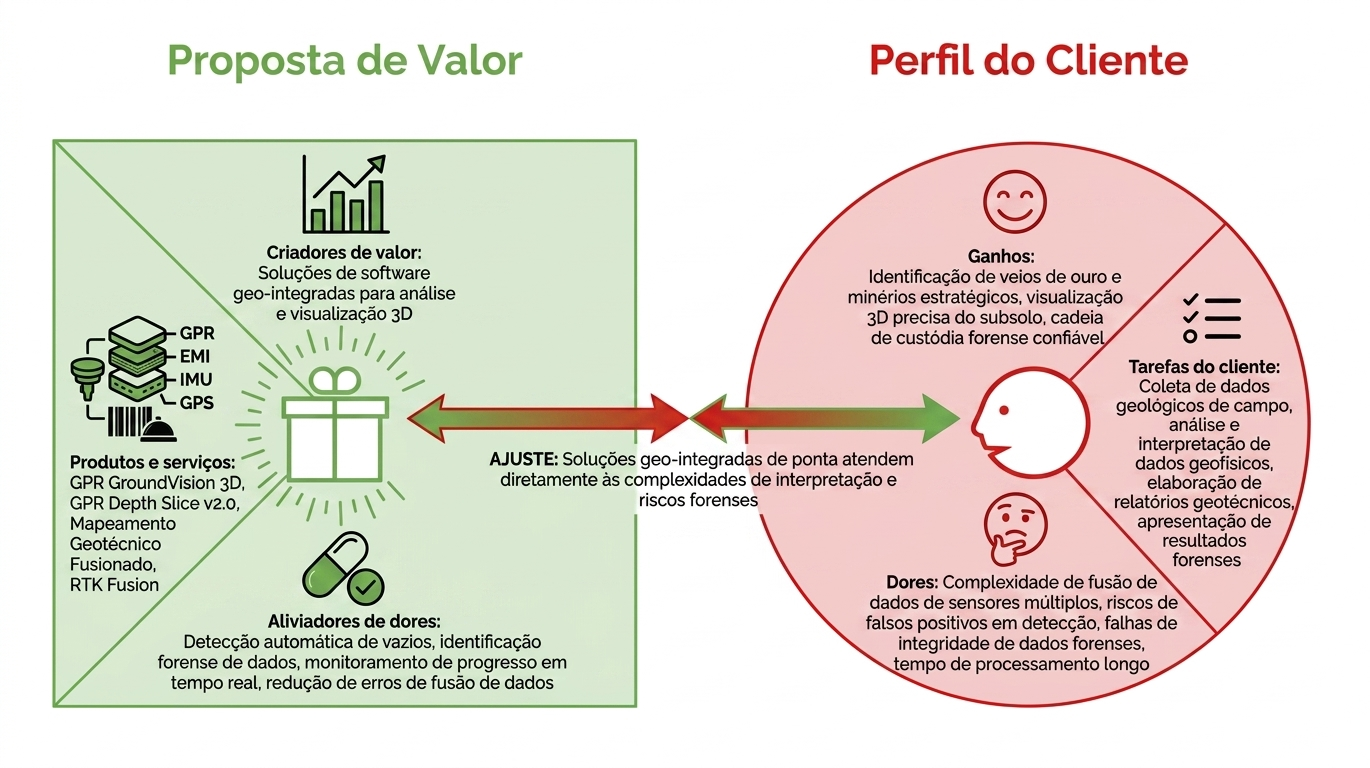 Proposta de Valor
Perfil do Cliente
Criadores de valor:
Soluções de software
geo-integradas para análise
e visualização 3D
GPR
EMI
IMU
GPS
Produtos e serviços:
GPR GroundVision 3D,
GPR Depth Slice v2.0,
Mapeamento
Geotécnico
Fusionado,
RTK Fusion
Aliviadores de dores:
Detecção automática de vazios, identificação
forense de dados, monitoramento de progresso em
tempo real, redução de erros de fusão de dados
AJUSTE: Soluções geo-integradas de ponta atendem
diretamente às complexidades de interpretação e
riscos forenses
Ganhos:
Identificação de veios de ouro e
minérios estratégicos, visualização
3D precisa do subsolo, cadeia
de custódia forense confiável
Tarefas do cliente:
Coleta de dados
geológicos de campo,
análise e
interpretação de
dados geofísicos,
elaboração de
relatórios geotécnicos,
apresentação de
resultados
forenses
Dores: Complexidade de fusão de
dados de sensores múltiplos, riscos de
falsos positivos em detecção, falhas de
integridade de dados forenses,
tempo de processamento longo